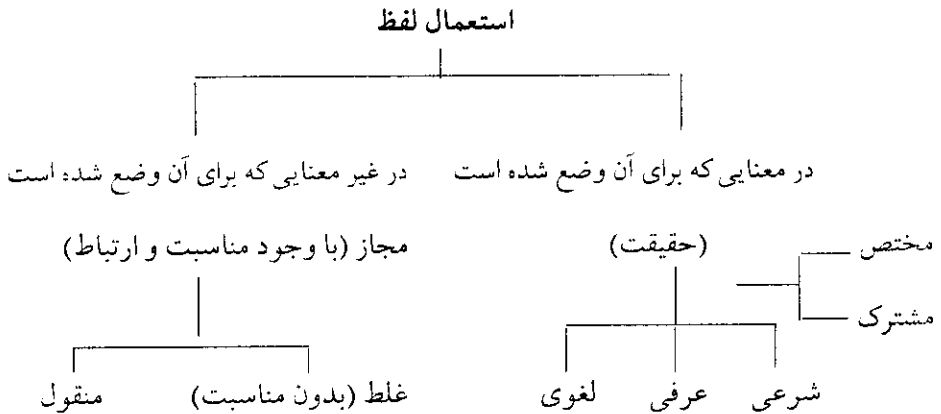 استعمال لفظ
در معنایی که برای آن وضع شده است
در غیر معنایی که برای آن وضع شده است
مختص
(حقیقت)
مجاز (با وجود مناسبت و ارتباط)
مشترک
شرعی
عرفی
لغوی
غلط (بدون مناسبت)
منقول